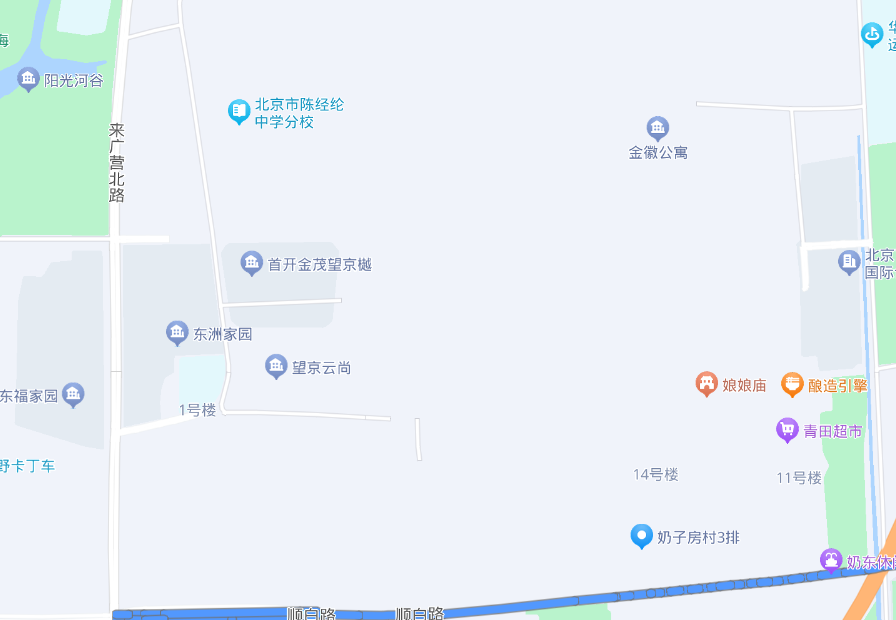 海
阳光河谷
北京市陈经纶
中学分校
来广营北路
金徽公寓
首开金茂望京樾
北京
国际
东洲家园
望京云尚
东福家园
1号楼
娘娘庙
酿造引擎
青田超市
野卡丁车
14号楼
11号楼
奶子房村3排
奶东休
顺白路
顺白路